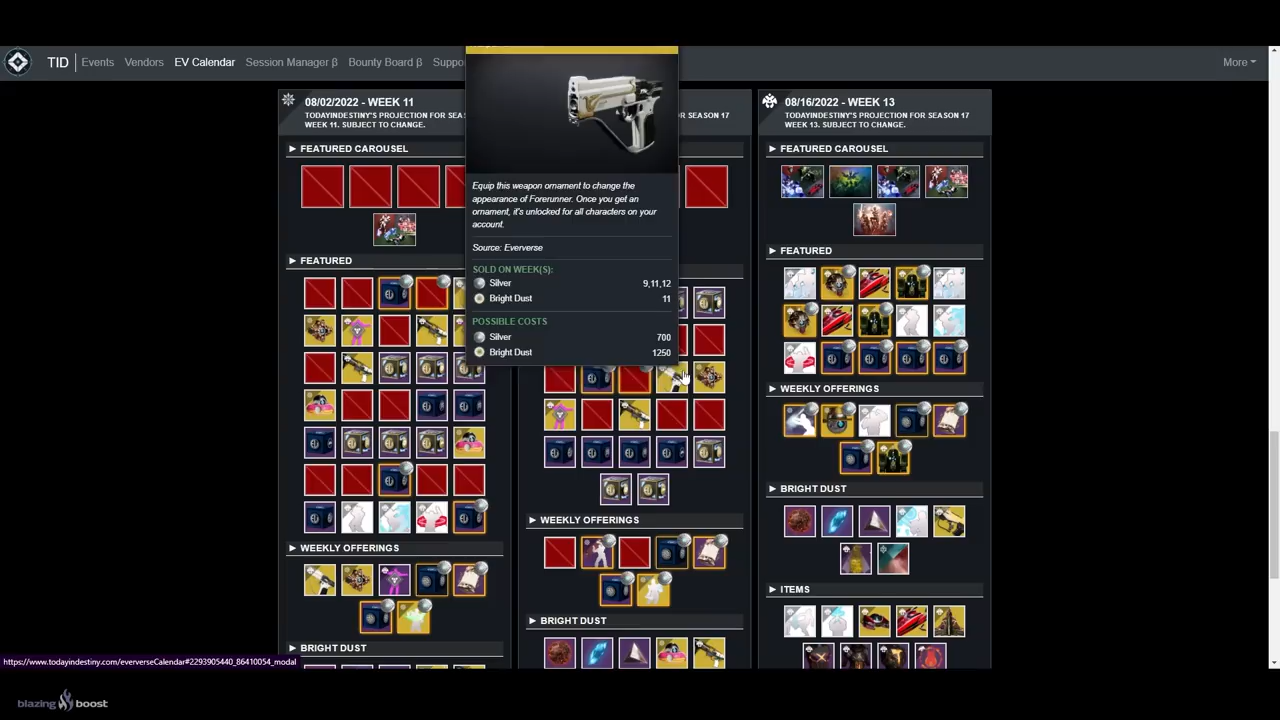 TID
Events
Vendors
EV Calendar
Session Manager β
Bounty Board β
Suppo
More
08/02/2022 - WEEK 11
TODAYINDESTINY'S PROJECTION FOR SEAS
WEEK 11. SUBJECT TO CHANGE.
FEATURED CAROUSEL
FEATURED
WEEKLY OFFERINGS
BRIGHT DUST
Equip this weapon ornament to change the
appearance of Forerunner. Once you get an
ornament, it's unlocked for all characters on your
account.
Source: Eververse
SOLD ON WEEK(S):
Silver 9,11,12
Bright Dust 11
POSSIBLE COSTS
Silver 700
Bright Dust 1250
R SEASON 17
WEEKLY OFFERINGS
BRIGHT DUST
08/16/2022 - WEEK 13
TODAYINDESTINY'S PROJECTION FOR SEASON 17
WEEK 13. SUBJECT TO CHANGE.
FEATURED CAROUSEL
FEATURED
WEEKLY OFFERINGS
BRIGHT DUST
ITEMS
https://www.todayindestiny.com/eververseCalendar#2293905440_86410054_modal
blazing boost